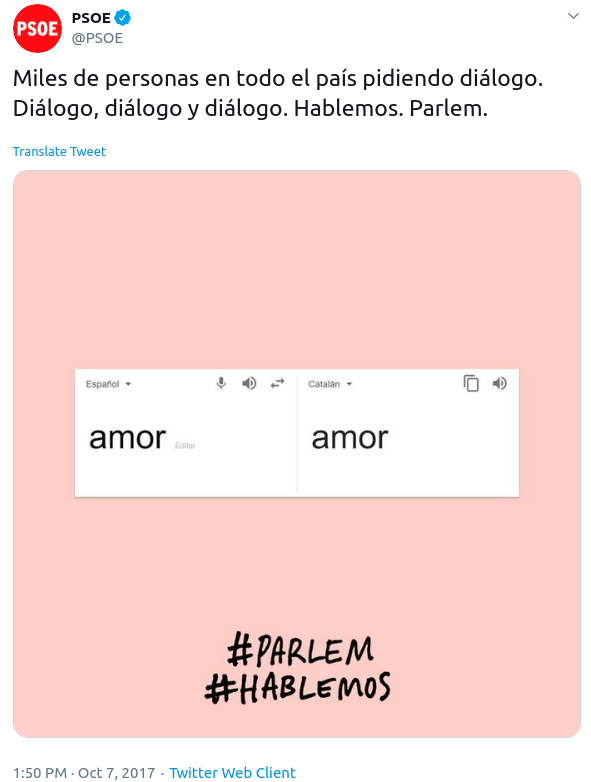 PSOE
PSOE
@PSOE
Miles de personas en todo el país pidiendo diálogo.
Diálogo, diálogo y diálogo. Hablemos. Parlem.
Translate Tweet
Español
Catalán
amor Editar
amor
#PARLEM
#HABLEMOS
1:50 PM · Oct 7, 2017 · Twitter Web Client